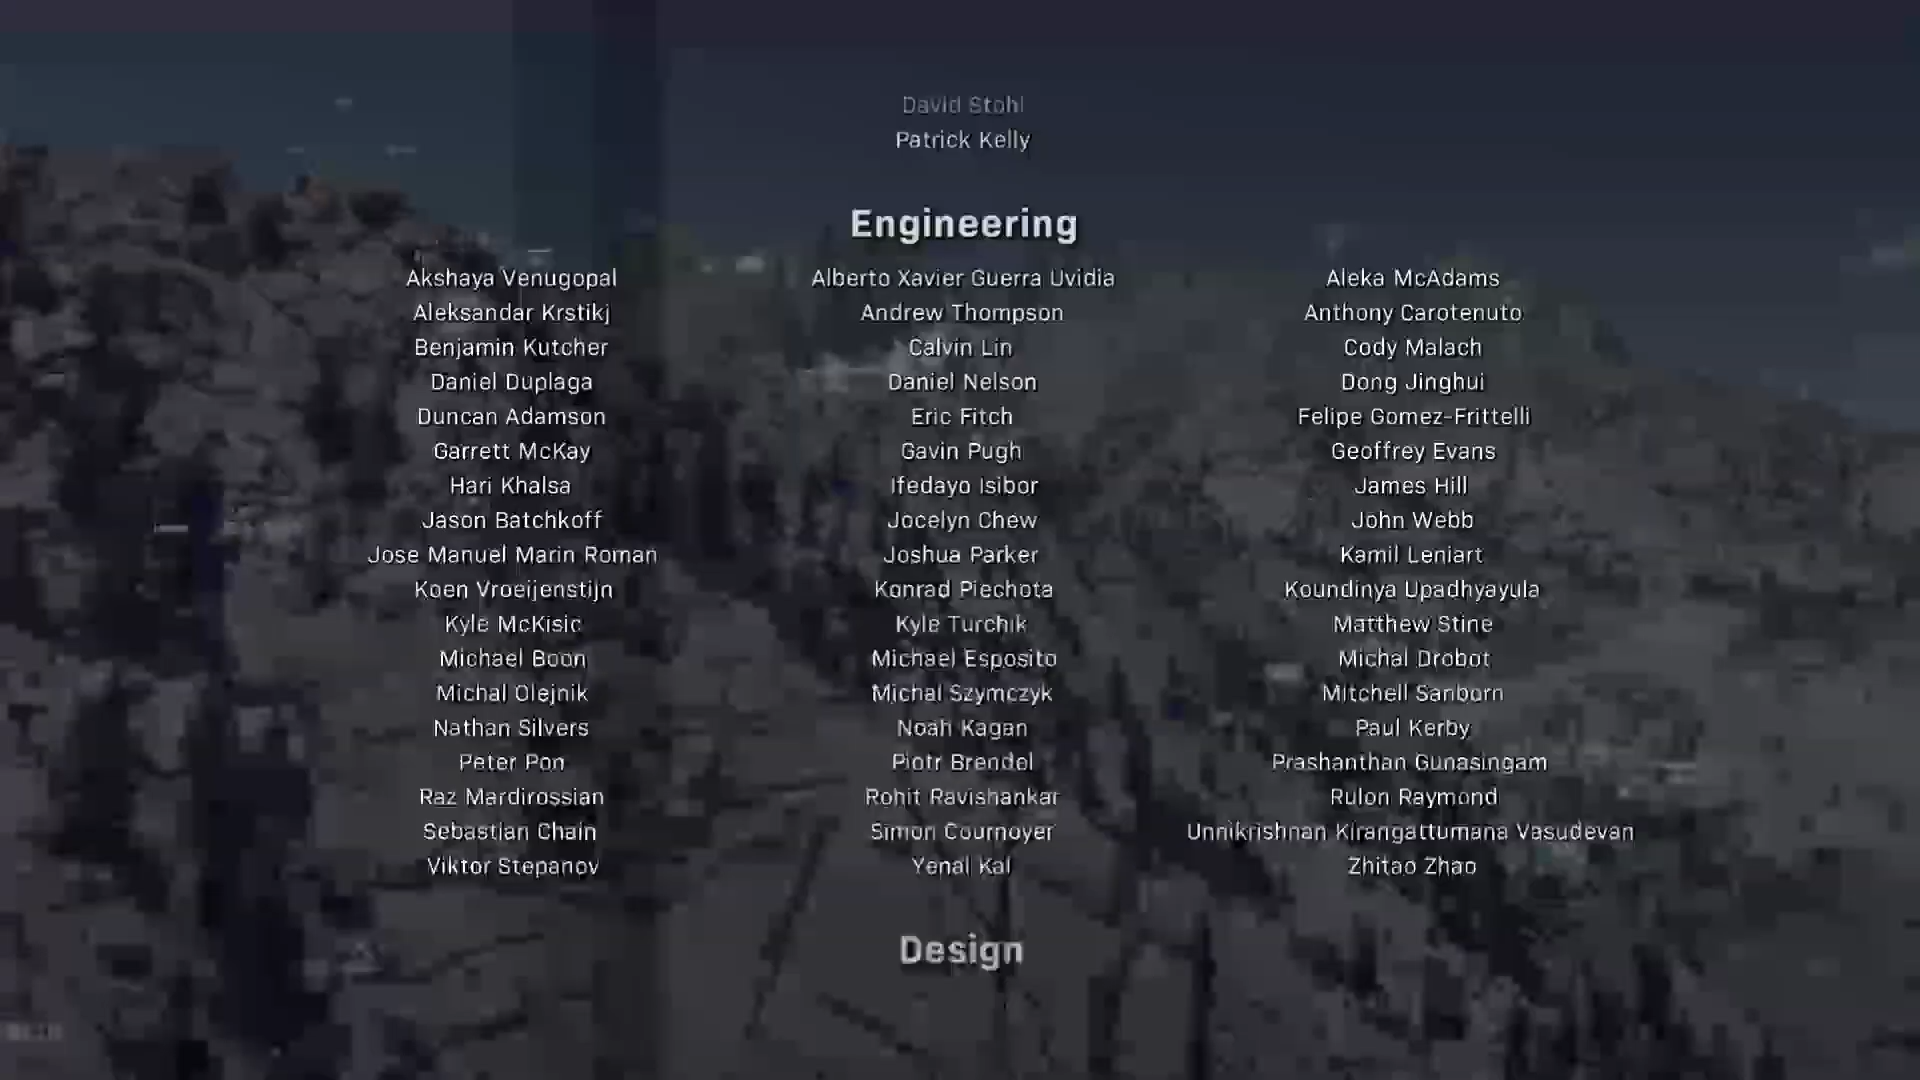 David Stohl
Patrick Kelly
Engineering
Akshaya Venugopal Alberto Xavier Guerra Uvidia Aleka McAdams
Aleksandar Krstikj Andrew Thompson Anthony Carotenuto
Benjamin Kutcher Calvin Lin Cody Malach
Daniel Duplaga Daniel Nelson Dong Jinghui
Duncan Adamson Eric Fitch Felipe Gomez-Frittelli
Garrett McKay Gavin Pugh Geoffrey Evans
Hari Khalsa Ifedayo Isibor James Hill
Jason Batchkoff Jocelyn Chew John Webb
Jose Manuel Marin Roman Joshua Parker Kamil Leniart
Koen Vroeijenstijn Konrad Piechota Koundinya Upadhyayula
Kyle McKisic Kyle Turchik Matthew Stine
Michael Boon Michael Esposito Michal Drobot
Michal Olejnik Michal Szymczyk Mitchell Sanborn
Nathan Silvers Noah Kagan Paul Kerby
Peter Pon Piotr Brendel Prashanthan Gunasingam
Raz Mardirossian Rohit Ravishankar Rulon Raymond
Sebastian Chain Simon Cournoyer Unnikrishnan Kirangattumana Vasudevan
Viktor Stepanov Yenal Kal Zhitao Zhao
Design